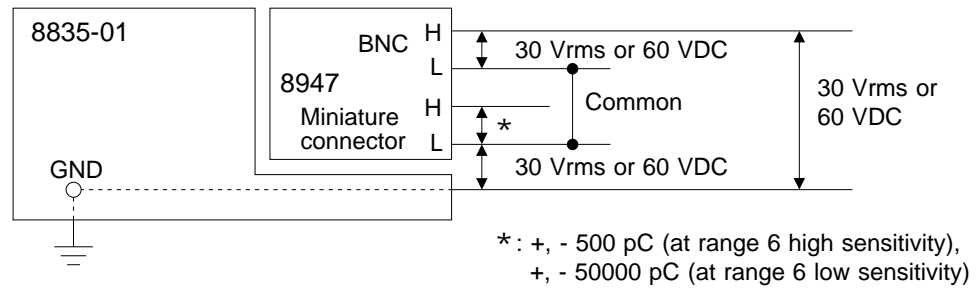 8835-01
BNC
H
L
30 Vrms or 60 VDC
8947
Miniature
connector
H
L
*
Common
30 Vrms or
60 VDC
30 Vrms or 60 VDC
GND
* : +, - 500 pC (at range 6 high sensitivity),
+, - 50000 pC (at range 6 low sensitivity)